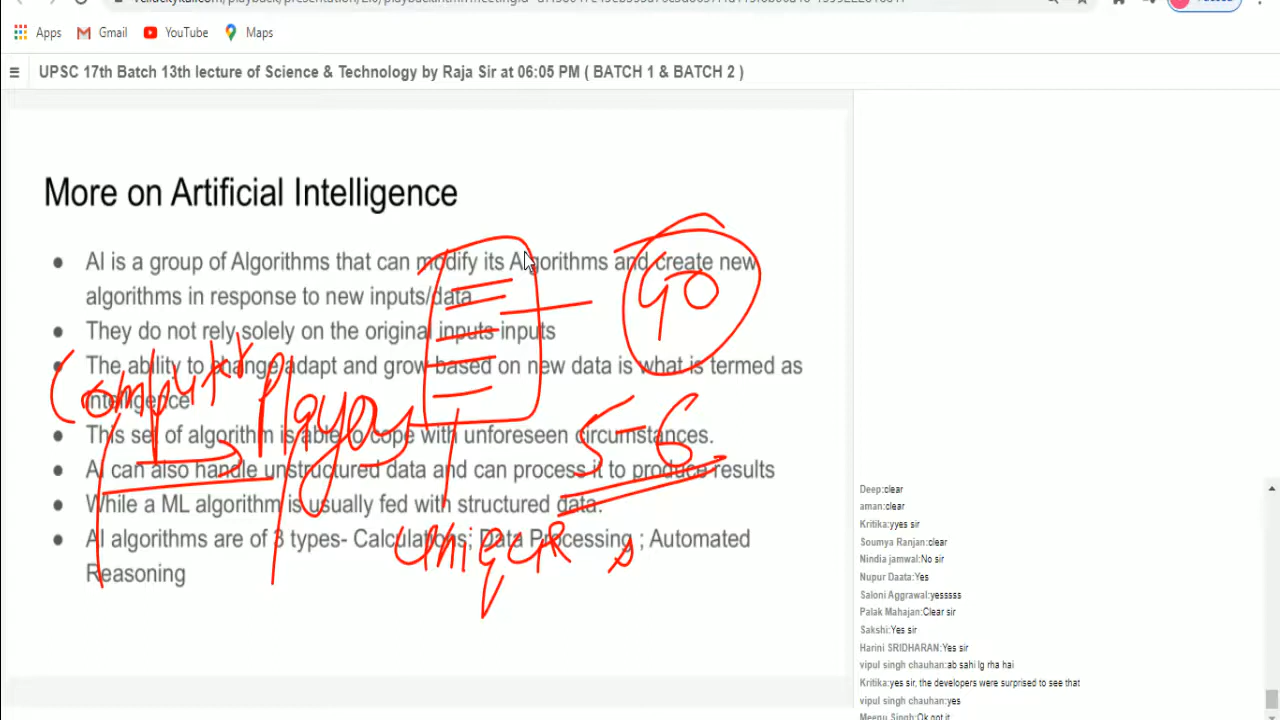 Apps Gmail YouTube Maps
UPSC 17th Batch 13th lecture of Science & Technology by Raja Sir at 06:05 PM ( BATCH 1 & BATCH 2 )
More on Artificial Intelligence
AI is a group of Algorithms that can modify its Algorithms and create new
algorithms in response to new inputs/data
They do not rely solely on the original inputs inputs
The ability to change adapt and grow based on new data is what is termed as
intelligence
This set of algorithm is able to cope with unforeseen circumstances.
AI can also handle unstructured data and can process it to produce results
While a ML algorithm is usually fed with structured data.
AI algorithms are of 3 types- Calculations; Data Processing ; Automated
Reasoning
GO
5-6
Deep:clear
aman:clear
Kritika:yyes sir
Soumya Ranjan:clear
Nindia jamwal:No sir
Nupur Daata:Yes
Saloni Aggrawal:yesssss
Palak Mahajan:Clear sir
Sakshi:Yes sir
Harini SRIDHARAN:Yes sir
vipul singh chauhan:ab sahi lg rha hai
Kritika:yes sir, the developers were surprised to see that
vipul singh chauhan:yes
Meenu Singh:Ok got it